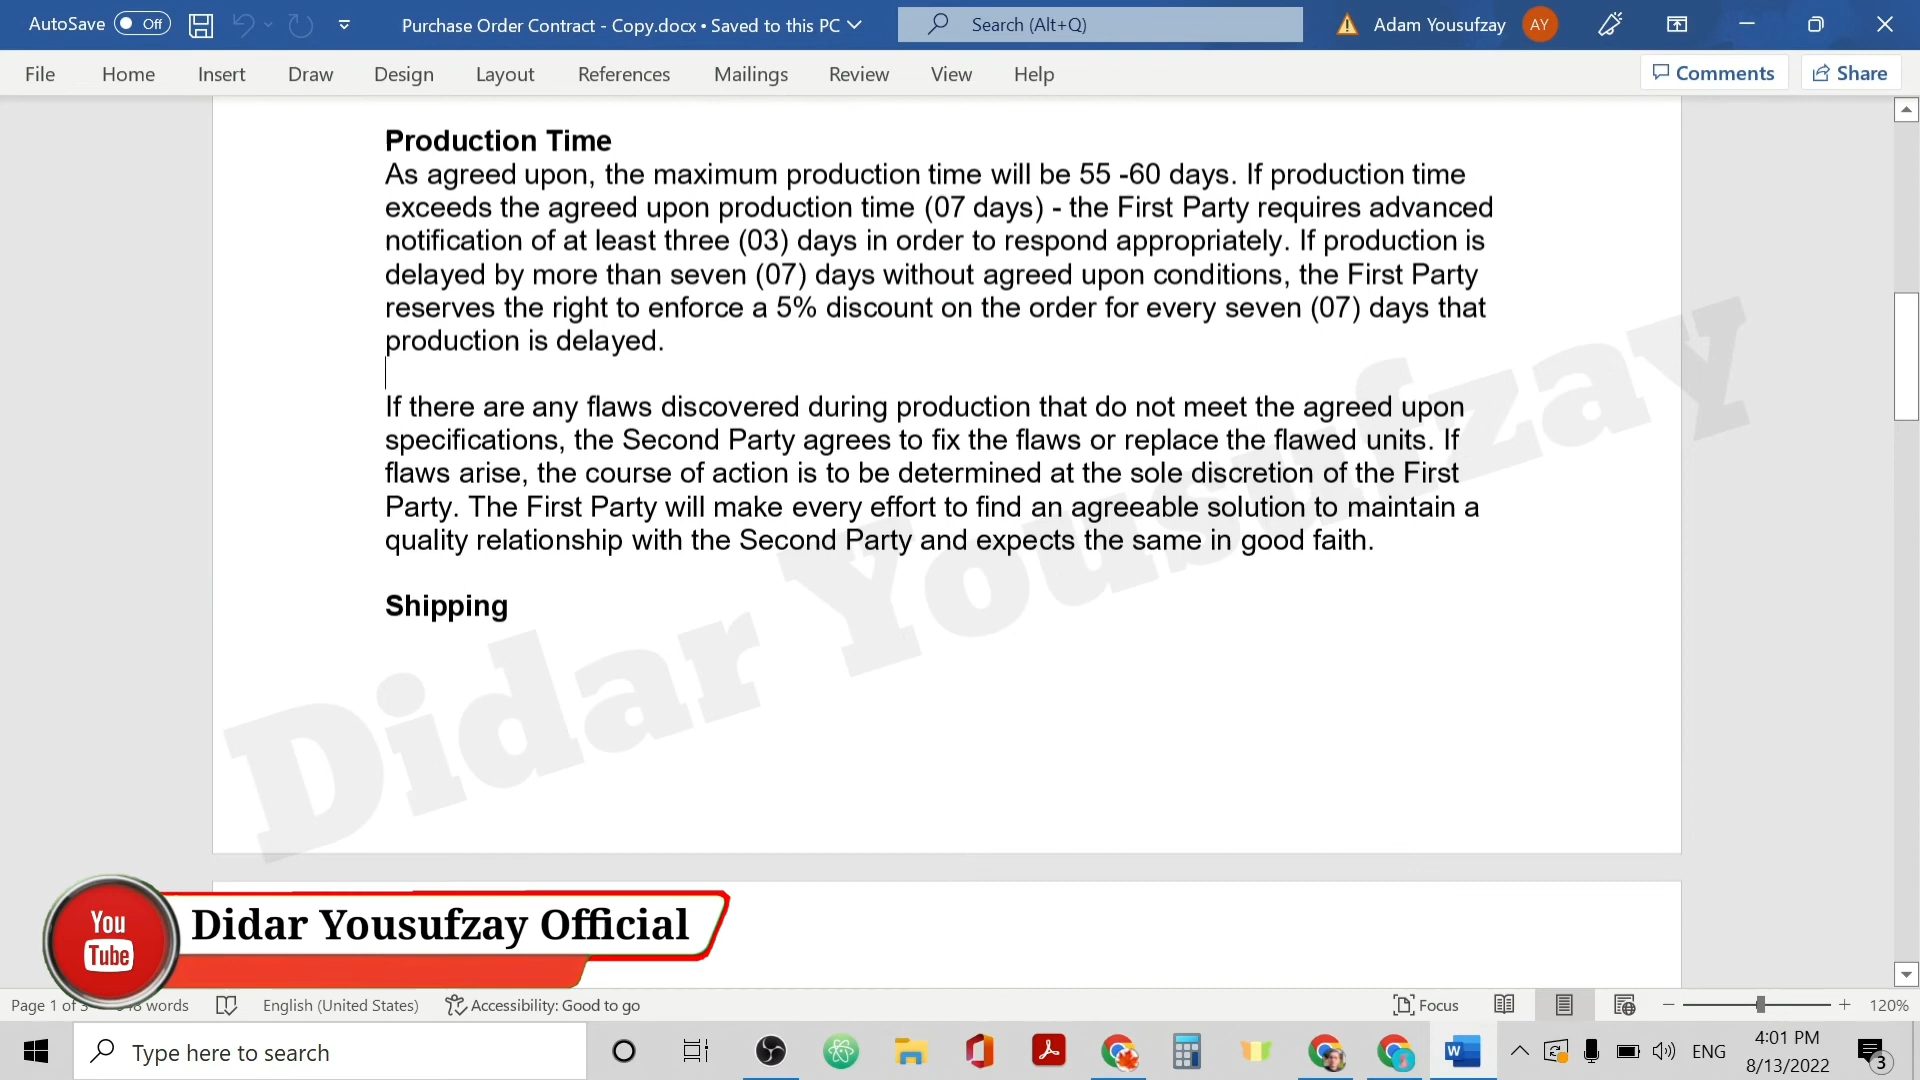 AutoSave Off Purchase Order Contract - Copy.docx • Saved to this PC Search (Alt+Q) Adam Yousufzay AY
File Home Insert Draw Design Layout References Mailings Review View Help Comments Share
Production Time
As agreed upon, the maximum production time will be 55 -60 days. If production time
exceeds the agreed upon production time (07 days) - the First Party requires advanced
notification of at least three (03) days in order to respond appropriately. If production is
delayed by more than seven (07) days without agreed upon conditions, the First Party
reserves the right to enforce a 5% discount on the order for every seven (07) days that
production is delayed.
If there are any flaws discovered during production that do not meet the agreed upon
specifications, the Second Party agrees to fix the flaws or replace the flawed units. If
flaws arise, the course of action is to be determined at the sole discretion of the First
Party. The First Party will make every effort to find an agreeable solution to maintain a
quality relationship with the Second Party and expects the same in good faith.
Shipping
Didar Yousufzay
You
Tube
Didar Yousufzay Official
Page 1 of words English (United States) Accessibility: Good to go Focus 120%
Type here to search W ENG 4:01 PM
8/13/2022 3